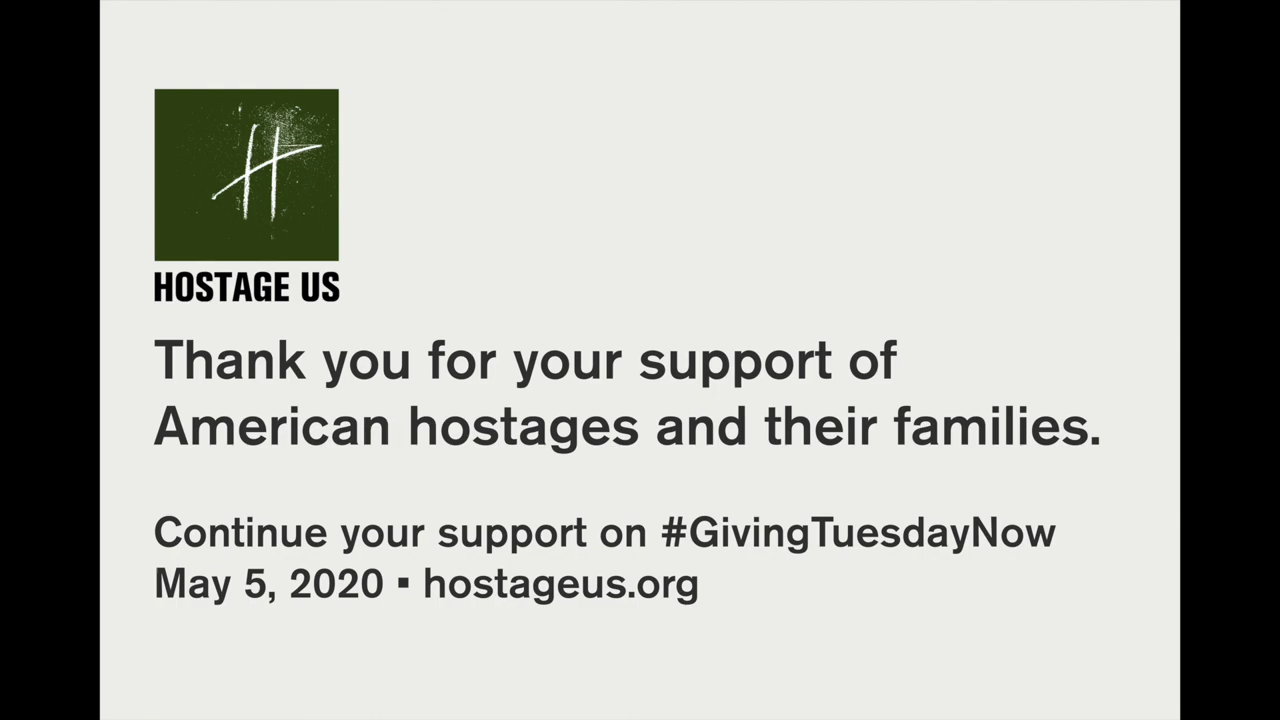 H
HOSTAGE US
Thank you for your support of
American hostages and their families.
Continue your support on #GivingTuesdayNow
May 5, 2020 ▪ hostageus.org